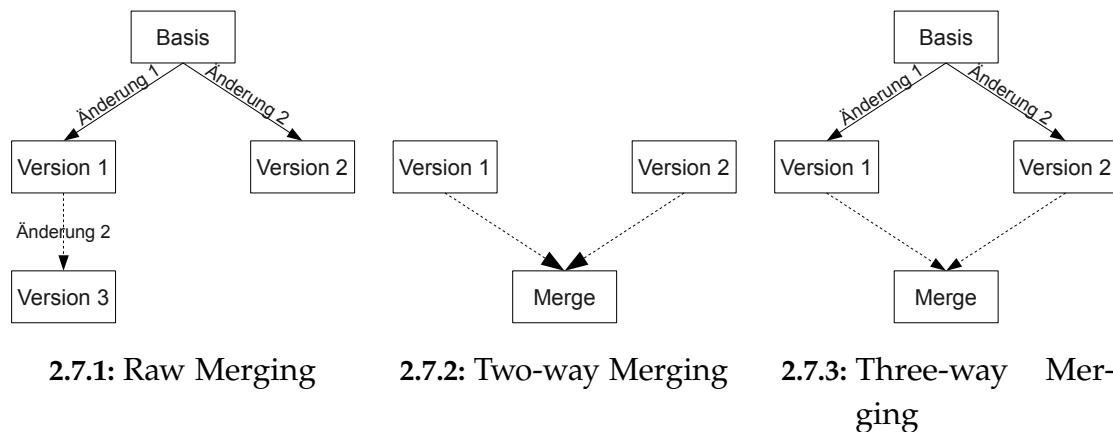 Basis
Änderung 1
Änderung 2
Version 1
Version 2
Änderung 2
Version 3
2.7.1: Raw Merging
Version 1
Version 2
Merge
2.7.2: Two-way Merging
Basis
Änderung 1
Änderung 2
Version 1
Version 2
Merge
2.7.3: Three-way Mer-
ging